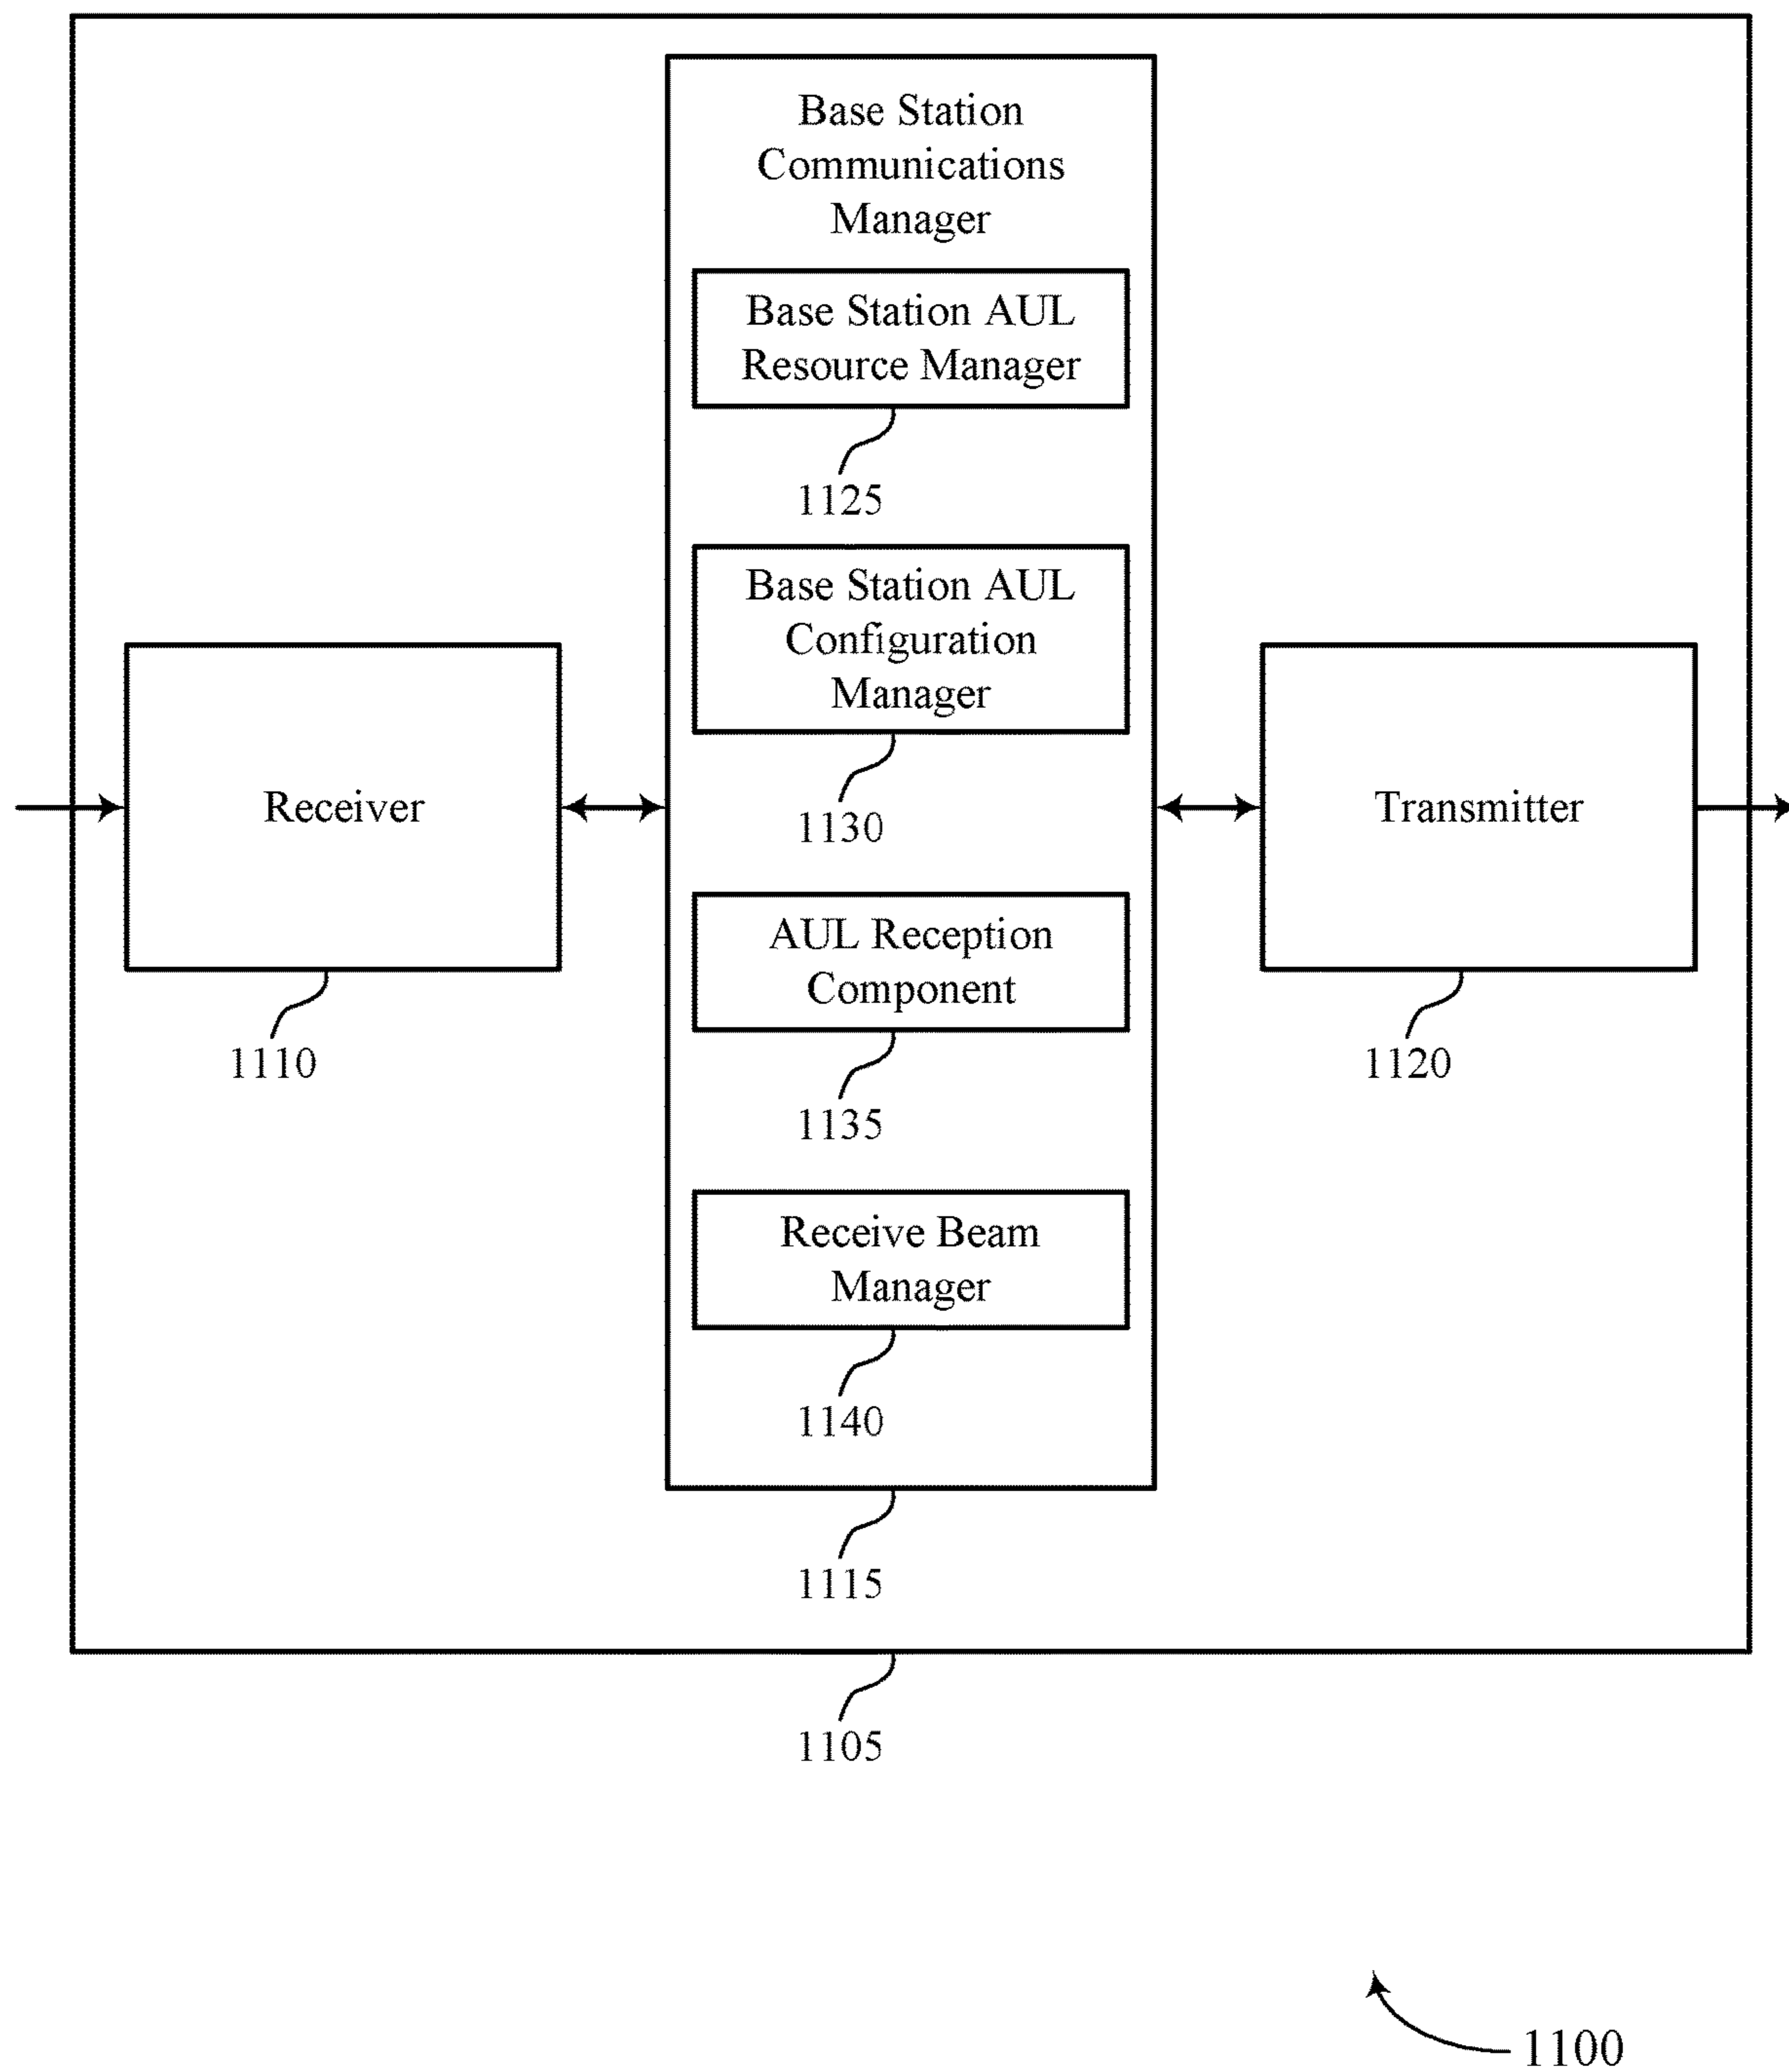 Base Station
Communications
Manager
Base Station AUL
Resource Manager
1125
Base Station AUL
Configuration
Manager
1130
Receiver
1110
Transmitter
1120
AUL Reception
Component
1135
Receive Beam
Manager
1140
1115
1105
1100